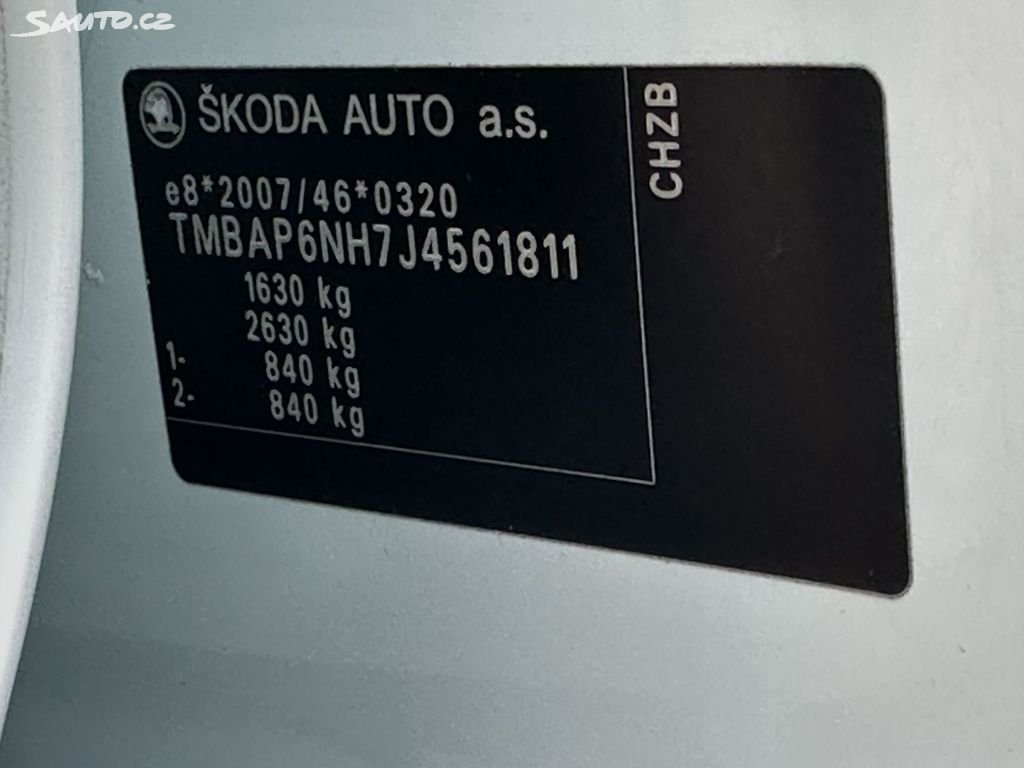 Sauto.cz
ŠKODA AUTO a.s.
e8*2007/46*0320
TMBAP6NH7J4561811
1630 kg
2630 kg
1- 840 kg
2- 840 kg
CHZB